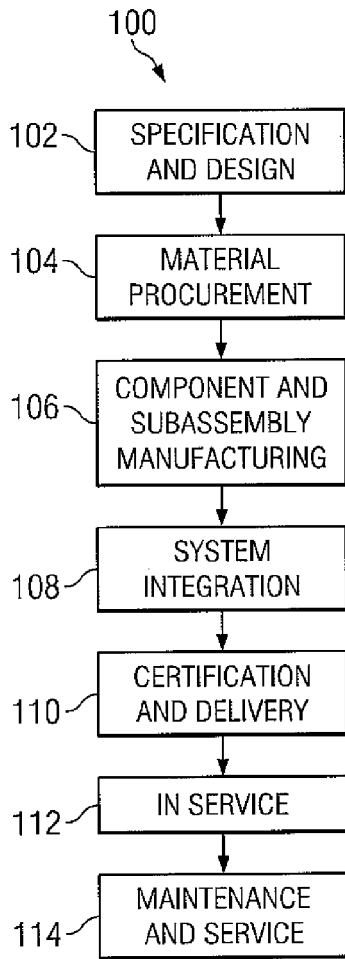 100
102
SPECIFICATION
AND DESIGN
104
MATERIAL
PROCUREMENT
106
COMPONENT AND
SUBASSEMBLY
MANUFACTURING
108
SYSTEM
INTEGRATION
110
CERTIFICATION
AND DELIVERY
112
IN SERVICE
114
MAINTENANCE
AND SERVICE